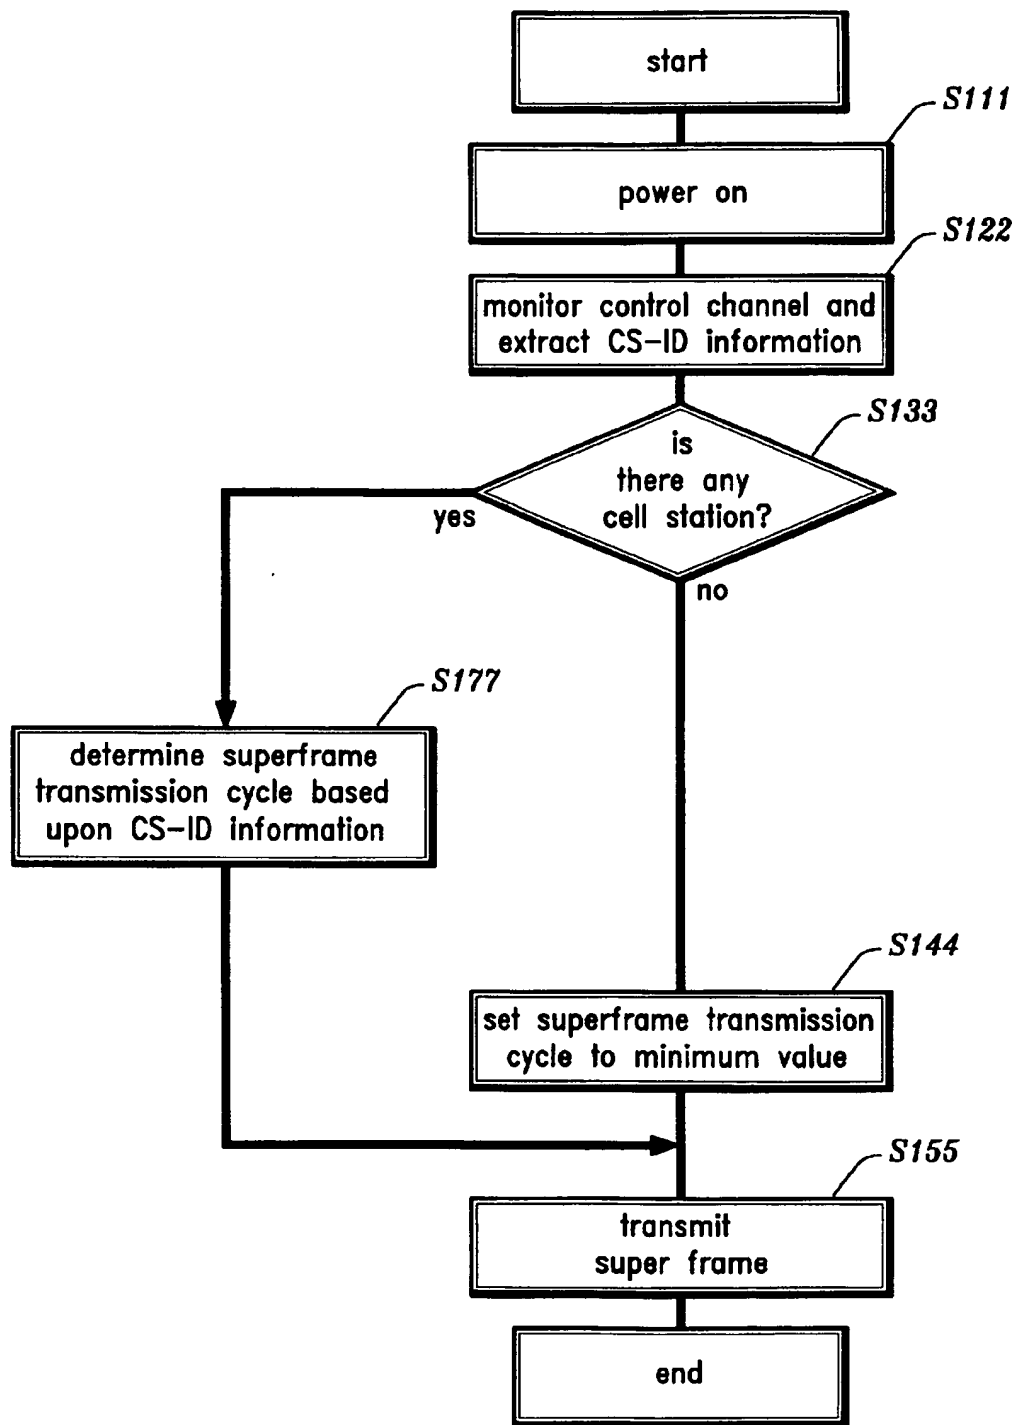 start
S111
power on
S122
monitor control channel and
extract CS-ID information
S133
is
there any
cell station?
yes
no
S177
determine superframe
transmission cycle based
upon CS-ID information
S144
set superframe transmission
cycle to minimum value
S155
transmit
super frame
end